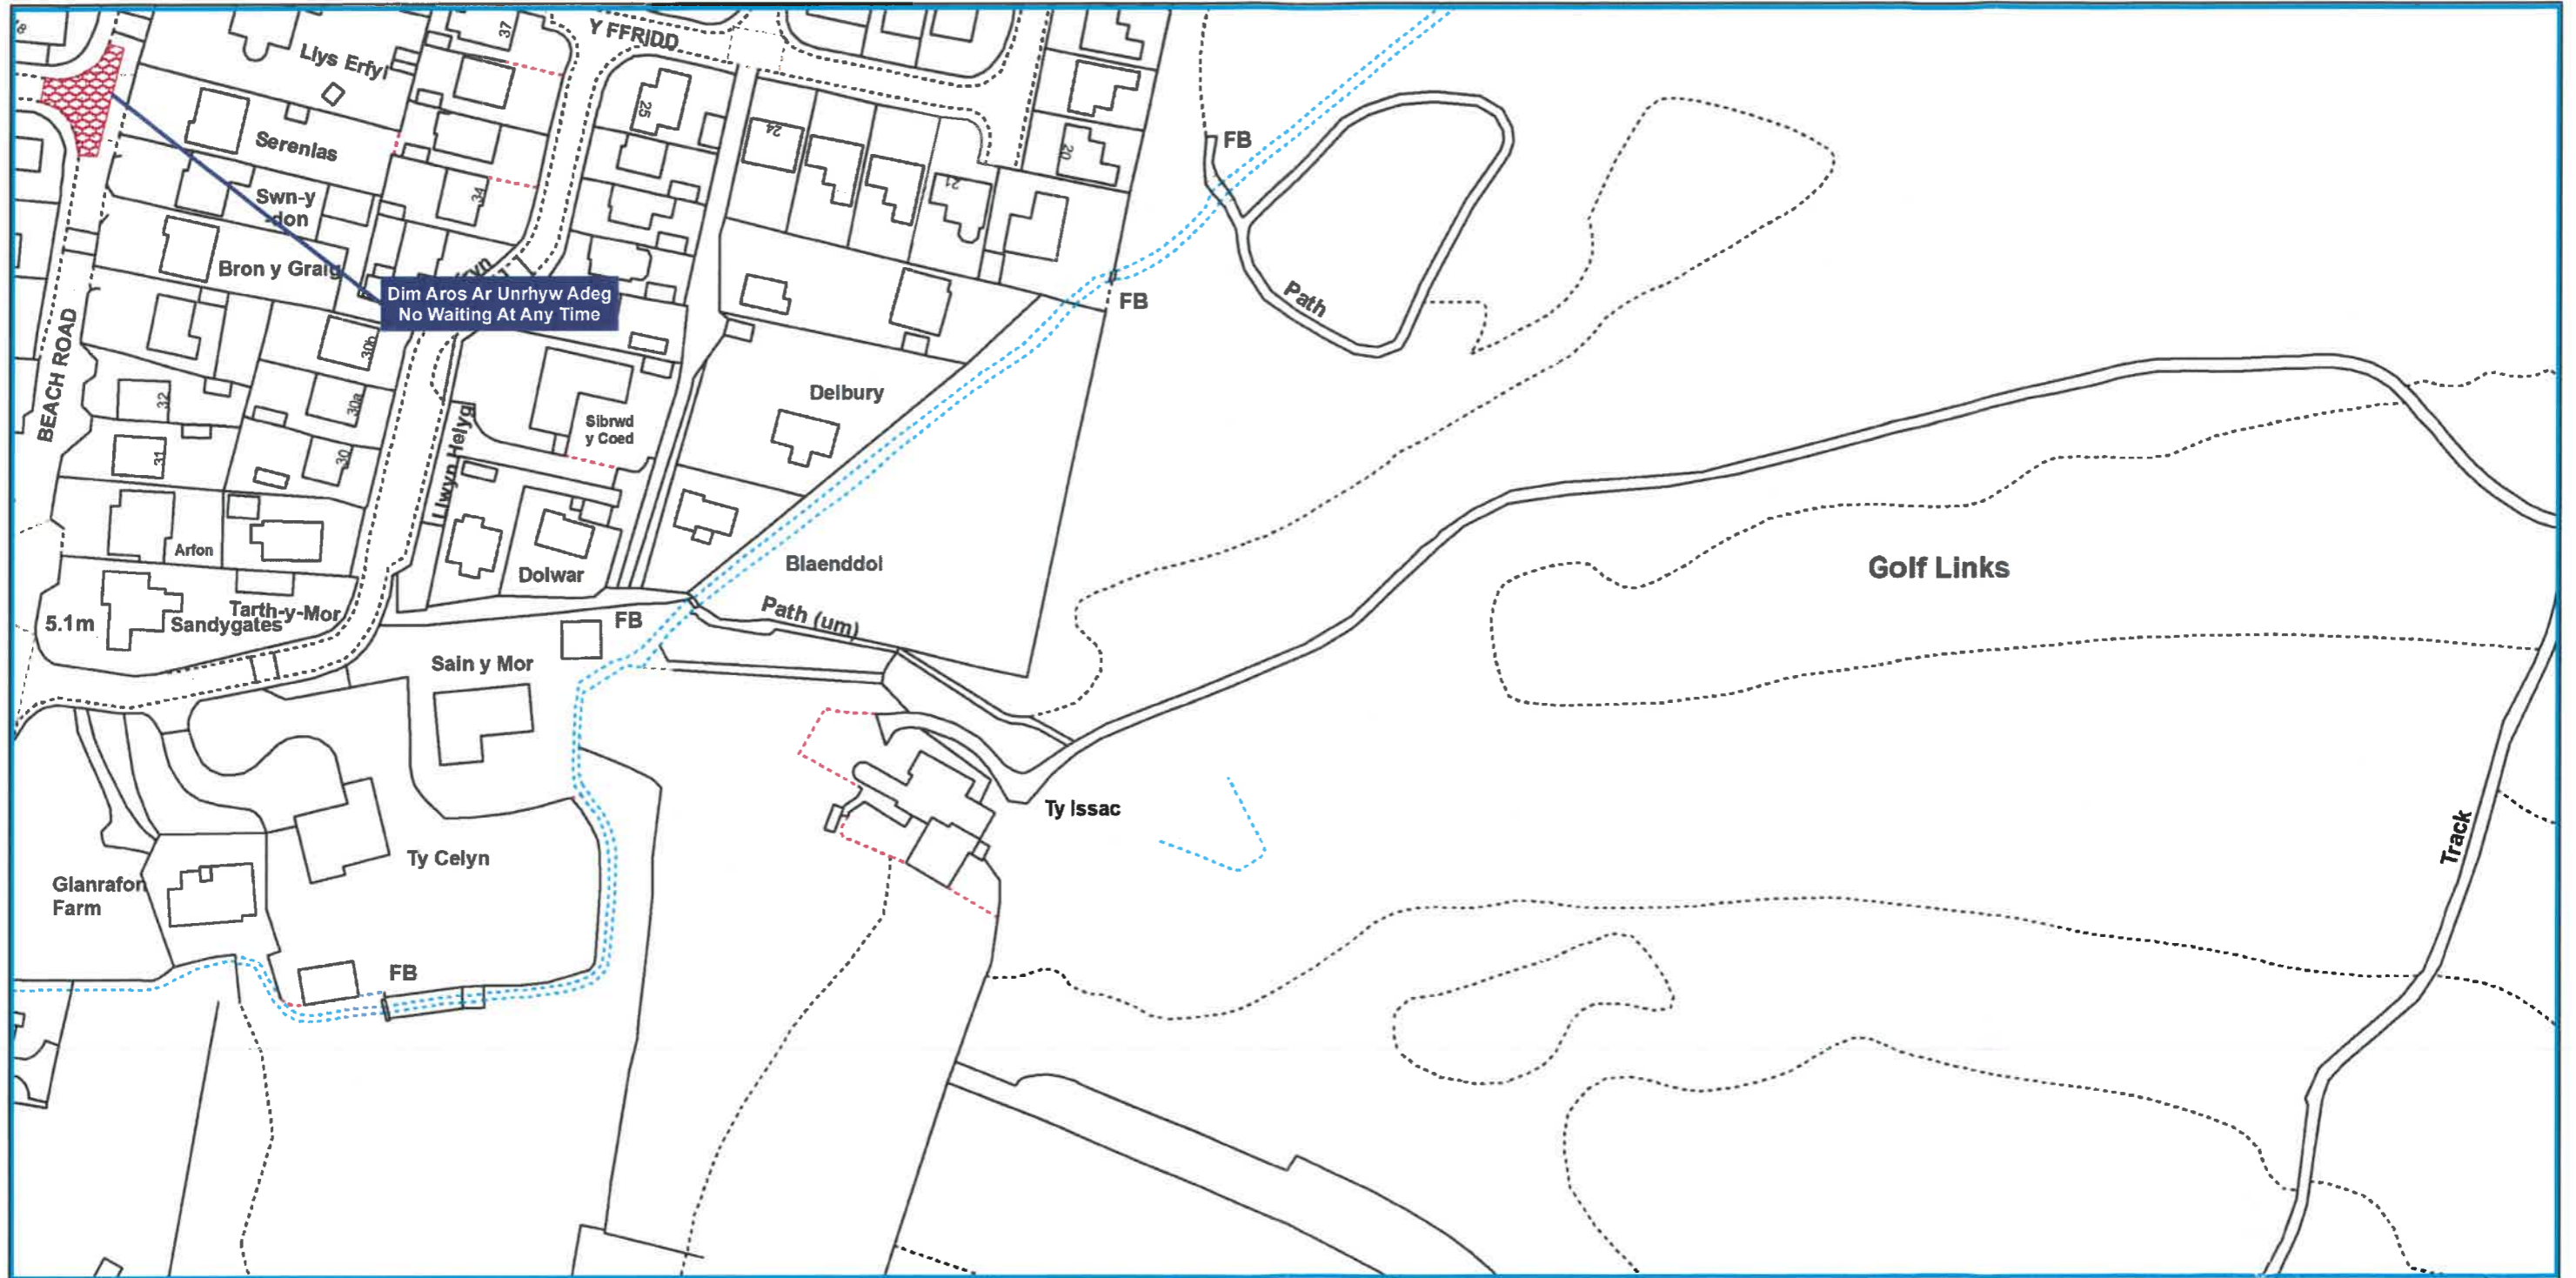 37
Y FFRIDD
Llys Erfyl
25
24
Serenlas
FB
20
34
21
Swn-y
-don
Bron y Graig
FB
Path
Dim Aros Ar Unrhyw Adeg
No Waiting At Any Time
BEACH ROAD
30b
Delbury
32
30a
Sibrwd
y Coed
31
30
Llwyn Helyg
Arfon
Dolwar
Blaenddol
Golf Links
Tarth-y-Mor
5.1m
Sandygates
FB
Path (um)
Sain y Mor
Ty Issac
Track
Ty Celyn
Glanrafon
Farm
FB